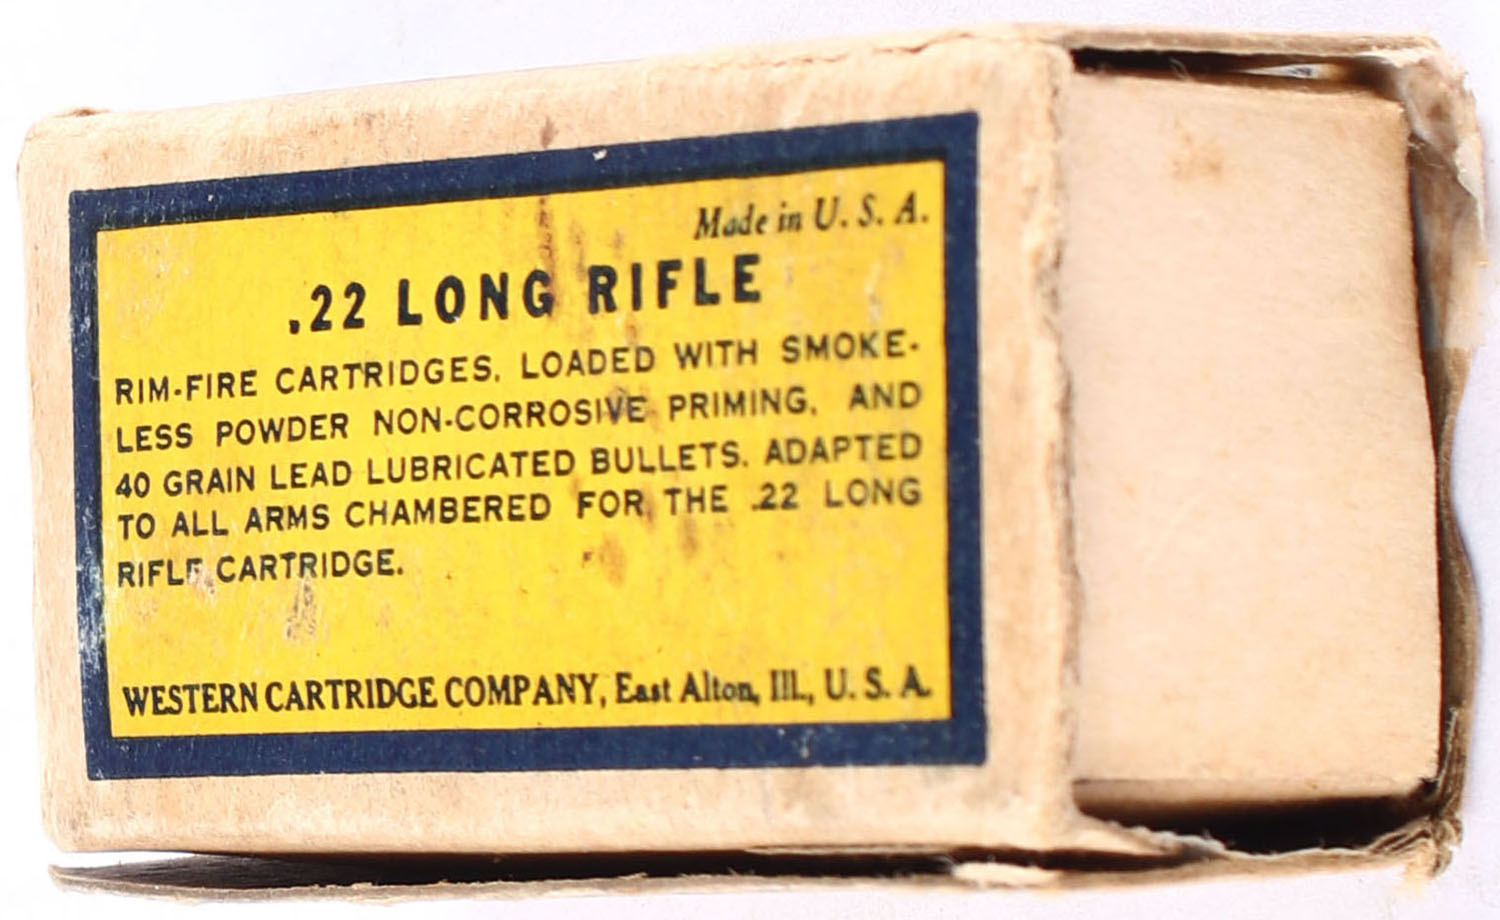 Made in U. S. A.
.22 LONG RIFLE
RIM-FIRE CARTRIDGES. LOADED WITH SMOKE-
LESS POWDER NON-CORROSIVE PRIMING, AND
40 GRAIN LEAD LUBRICATED BULLETS. ADAPTED
TO ALL ARMS CHAMBERED FOR THE .22 LONG
RIFLE CARTRIDGE.
WESTERN CARTRIDGE COMPANY, East Alton, Ill., U. S. A.